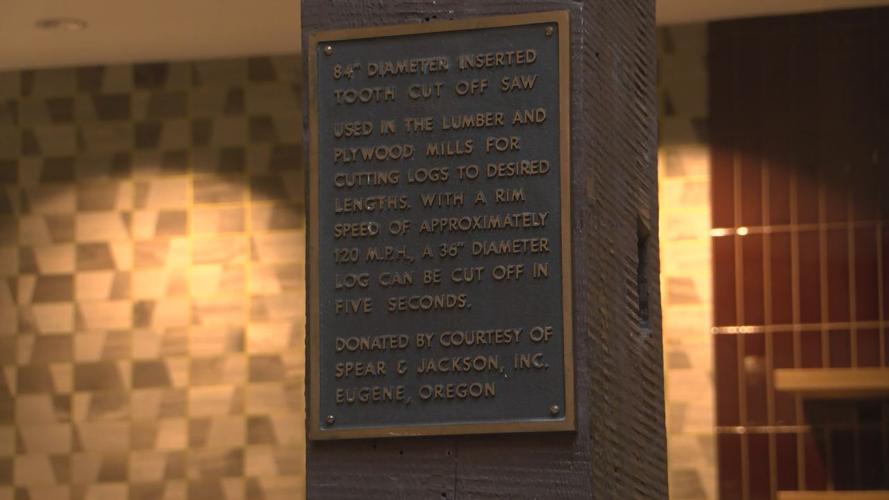 84" DIAMETER INSERTED
TOOTH CUT OFF SAW
USED IN THE LUMBER AND
PLYWOOD MILLS FOR
CUTTING LOGS TO DESIRED
LENGTHS. WITH A RIM
SPEED OF APPROXIMATELY
120 M.P.H., A 36" DIAMETER
LOG CAN BE CUT OFF IN
FIVE SECONDS.
DONATED BY COURTESY OF
SPEAR & JACKSON, INC.
EUGENE, OREGON